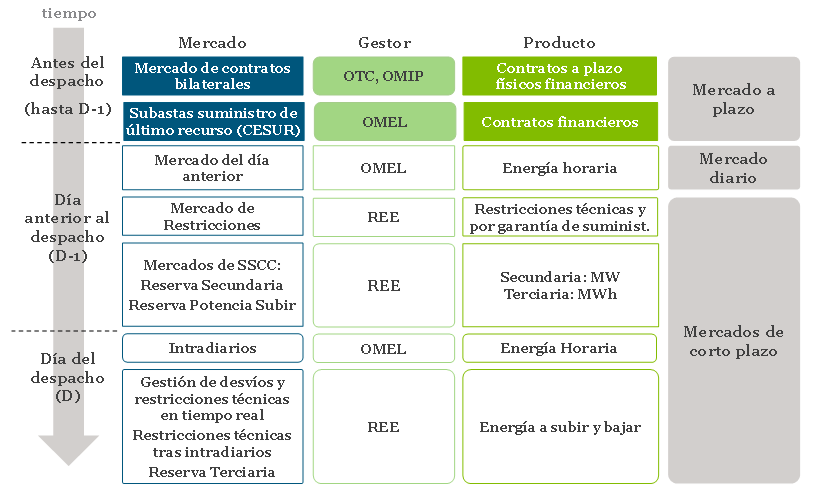 tiempo
Mercado
Gestor
Producto
Antes del
despacho
(hasta D-1)
Mercado de contratos
bilaterales
OTC, OMIP
Contratos a plazo
físicos financieros
Mercado a
plazo
Subastas suministro de
último recurso (CESUR)
OMEL
Contratos financieros
Día
anterior al
despacho
(D-1)
Mercado del día
anterior
OMEL
Energía horaria
Mercado
diario
Mercado de
Restricciones
REE
Restricciones técnicas y
por garantía de suminist.
Mercados de SSCC:
Reserva Secundaria
Reserva Potencia Subir
REE
Secundaria: MW
Terciaria: MWh
Mercados de
corto plazo
Día del
despacho
(D)
Intradiarios
OMEL
Energía Horaria
Gestión de desvíos y
restricciones técnicas
en tiempo real
Restricciones técnicas
tras intradiarios
Reserva Terciaria
REE
Energía a subir y bajar